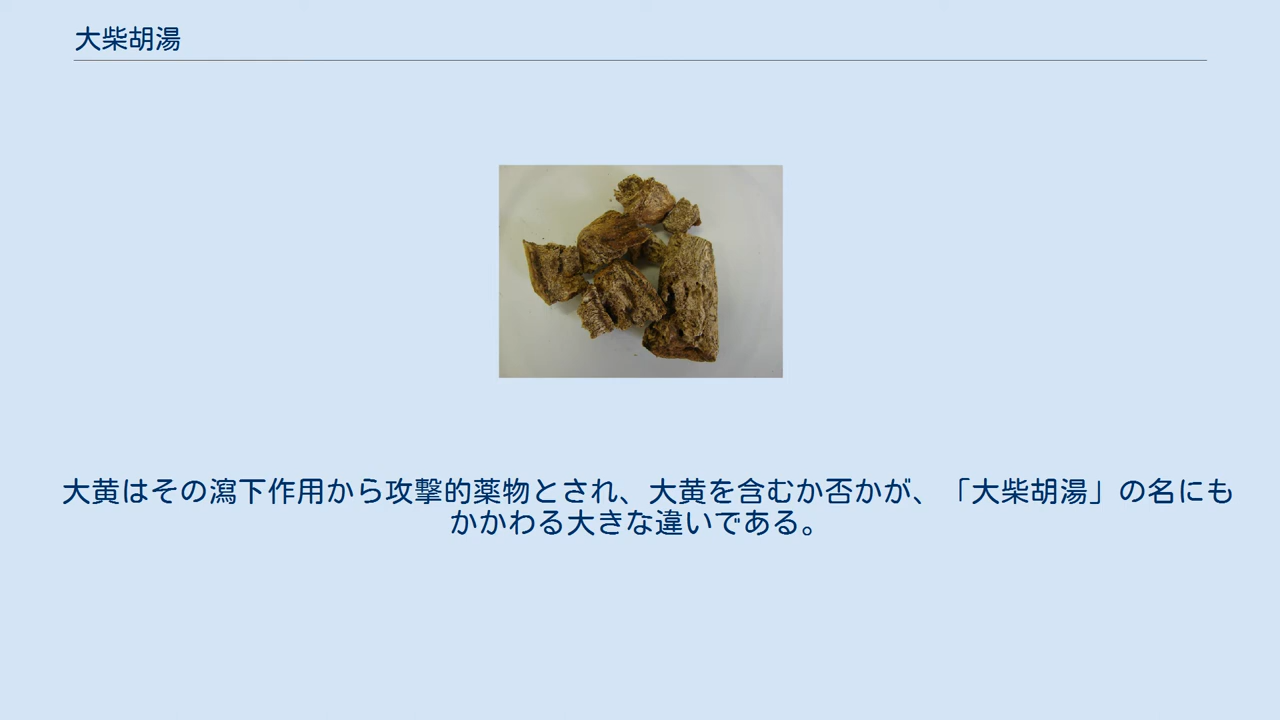 大柴胡湯
大黄はその瀉下作用から攻撃的薬物とされ、大黄を含むか否かが、「大柴胡湯」の名にも
かかわる大きな違いである。